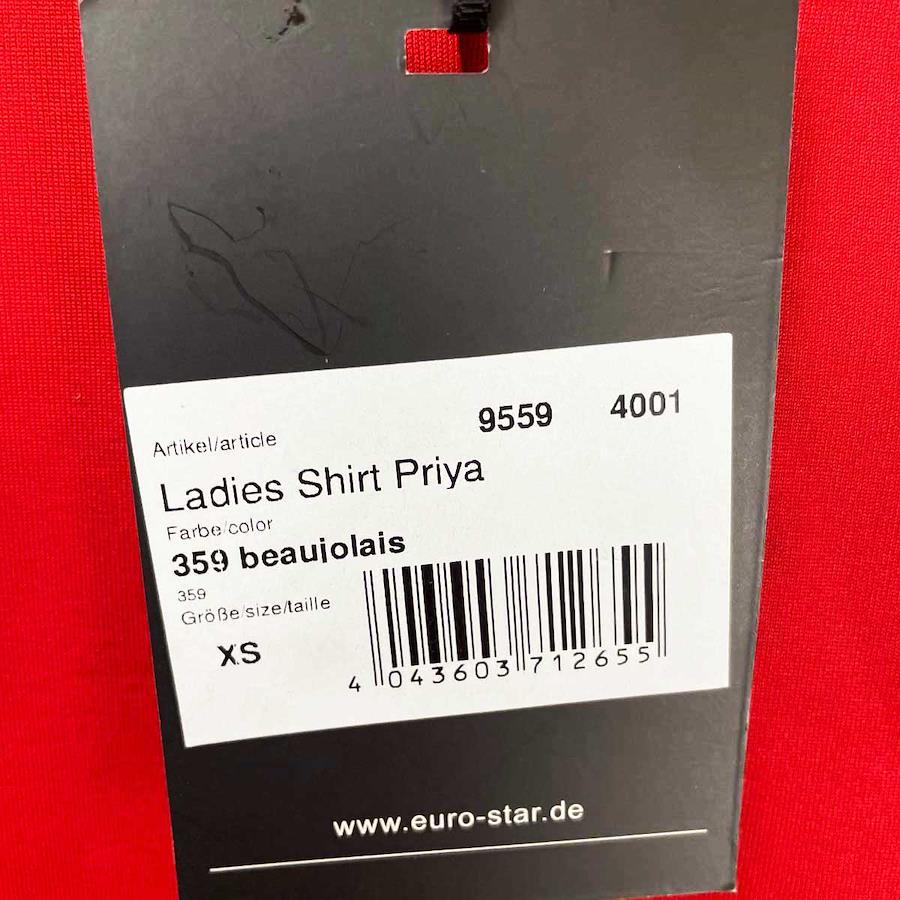 9559 4001
Artikel/article
Ladies Shirt Priya
Farbe/color
359 beaujolais
359
Größe/size/taille
XS
4 043603 712655
www.euro-star.de